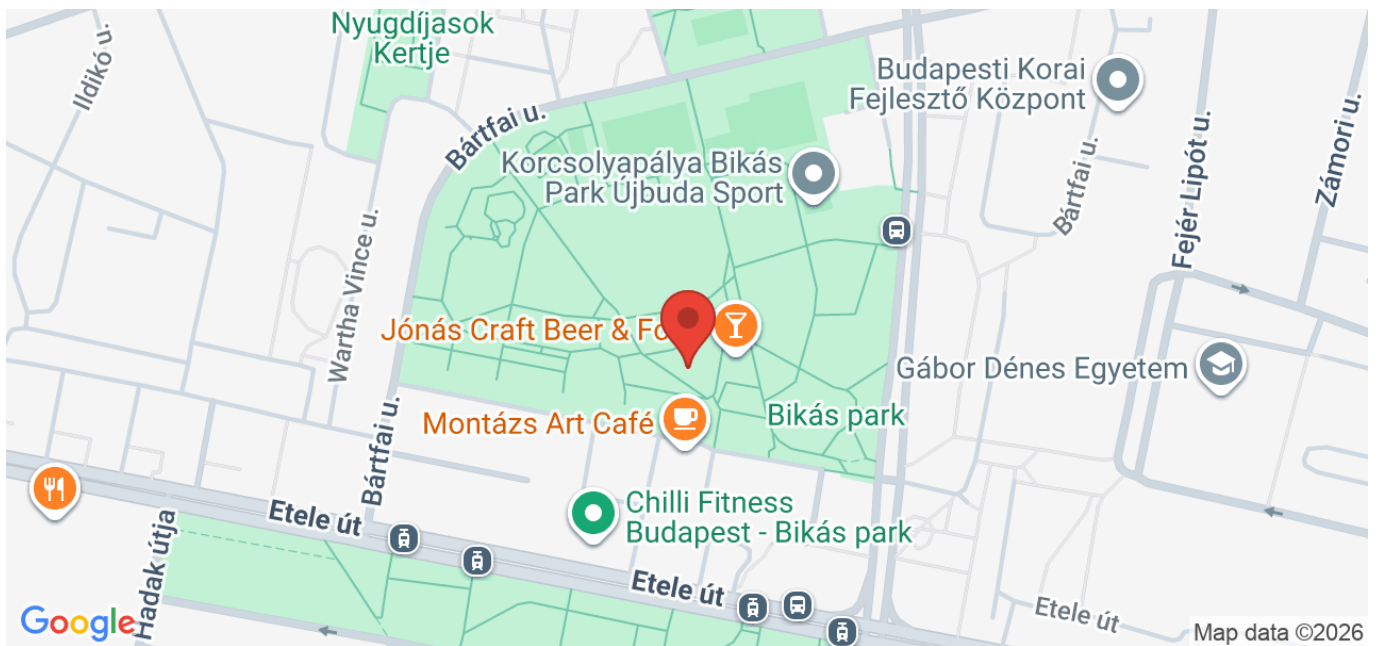 Nyugdíjasok
Kertje
Ildikó u.
Bártfai u.
Budapesti Korai
Fejlesztő Központ
Korcsolyapálya Bikás
Park Újbuda Sport
Bártfai u.
Fejér Lipót u.
Zámori u.
Wartha Vince u.
Jónás Craft Beer & Fo
Gábor Dénes Egyetem
Montázs Art Café
Bikás park
Bártfai u.
Chilli Fitness
Budapest - Bikás park
Etele út
Hadak útja
Etele út
Etele út
Google
Map data ©2026